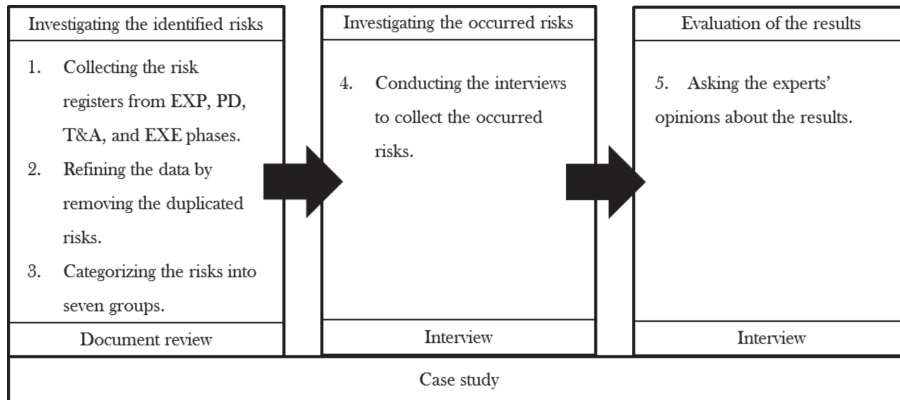 Investigating the identified risks
1. Collecting the risk
registers from EXP, PD,
T&A, and EXE phases.
2. Refining the data by
removing the duplicated
risks.
3. Categorizing the risks into
seven groups.
Document review
Investigating the occurred risks
4. Conducting the interviews
to collect the occurred
risks.
Interview
Evaluation of the results
5. Asking the experts’
opinions about the results.
Interview
Case study